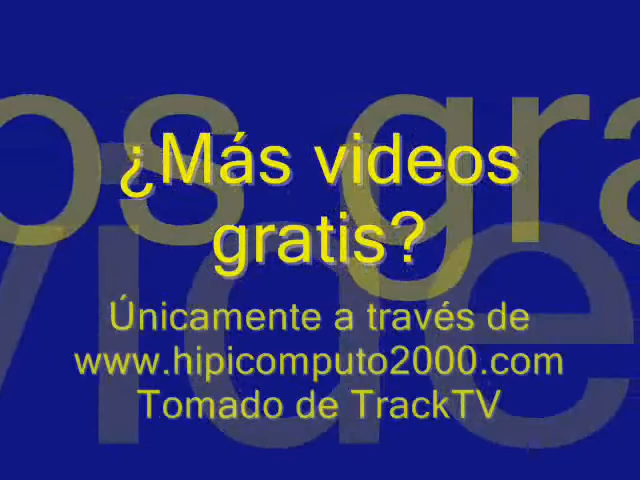 ¿Más videos
gratis?
Únicamente a través de
www.hipicomputo2000.com
Tomado de TrackTV